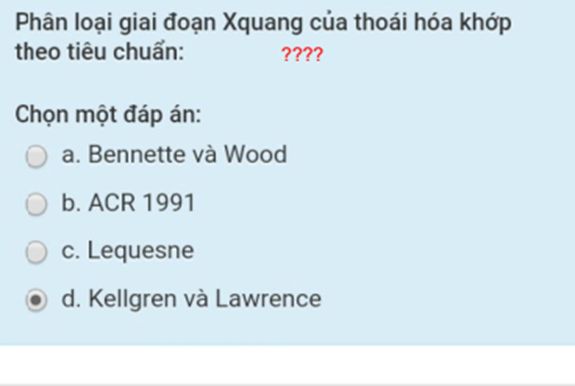 Phân loại giai đoạn Xquang của thoái hóa khớp
theo tiêu chuẩn: ????
Chọn một đáp án:
a. Bennette và Wood
b. ACR 1991
c. Lequesne
d. Kellgren và Lawrence